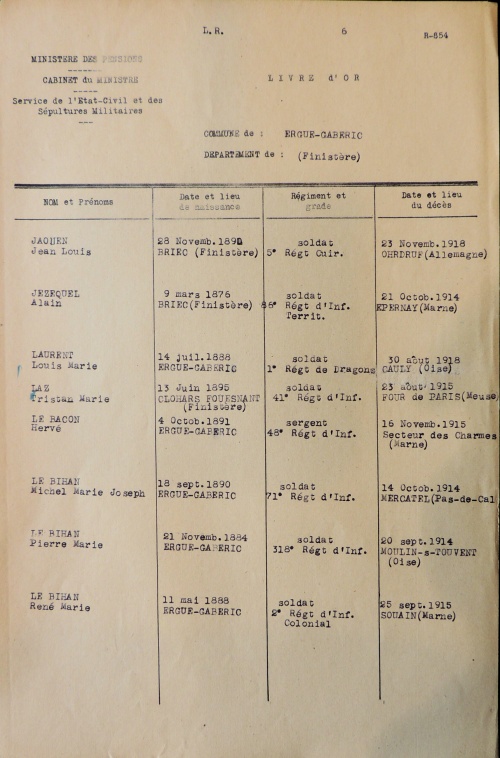 L.R. 6 R-854
MINISTERE DES PENSIONS
CABINET du MINISTRE
Service de l'Etat-Civil et des
Sépultures Militaires
LIVRE d'OR
COMMUNE de : ERGUE-GABERIC
DEPARTEMENT de : (Finistère)
NOM et Prénoms Date et lieu de naissance Régiment et grade Date et lieu du décès
JAOUEN 28 Novemb. soldat 23 Novemb.1918
Jean Louis BRIEC (Finistère) 5° Régt Cuir. OHRDRUF(Allemagne)
JEZEQUEL 9 mars 1876 soldat 21 Octob.1914
Alain BRIEC(Finistère) Régt d'Inf. EPERNAY(Marne)
Territ.
LAURENT 14 juil.1888 soldat 30 aout 1918
Louis Marie ERGUE-GABERIC 1° Régt de Dragons CAULY (Oise)
LAZ 13 Juin 1895 soldat 23 aout 1915
Tristan Marie CLOHARS FOUESNANT 41° Régt d'Inf. FOUR de PARIS(Meuse
(Finistère)
LE BACON 4 Octob.1891 sergent 16 Novemb.1915
Hervé ERGUE-GABERIC 48° Régt d'Inf. Secteur des Charmes
(Marne)
LE BIHAN 18 sept.1890 soldat 14 Octob.1914
Michel Marie Joseph ERGUE-GABERIC 71° Régt d'Inf. MERCATEL(Pas-de-Cal
LE BIHAN 21 Novemb.1884 soldat 20 sept.1914
Pierre Marie ERGUE-GABERIC 318° Régt d'Inf. MOULIN-s-TOUVENT
(Oise)
LE BIHAN 11 mai 1888 soldat 25 sept.1915
René Marie ERGUE-GABERIC 2° Régt d'Inf. SOUAIN(Marne)
Colonial